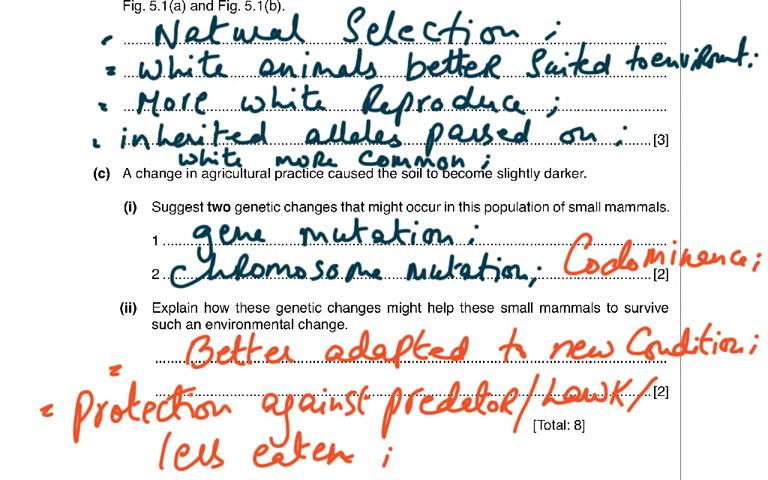 Fig. 5.1(a) and Fig. 5.1(b).
Natural Selection ;
White animals better Suited to enviromt.
More white Reproduce ;
inherited alleles passed on ; [3]
white more common ;
(c) A change in agricultural practice caused the soil to become slightly darker.
(i) Suggest two genetic changes that might occur in this population of small mammals.
1 gene mutation ;
2 Chromosome mutation ; Codominence ; [2]
(ii) Explain how these genetic changes might help these small mammals to survive
such an environmental change.
Better adapted to new Condition ;
Protection against predetor/hawk/ [2]
less eaten ;
[Total: 8]